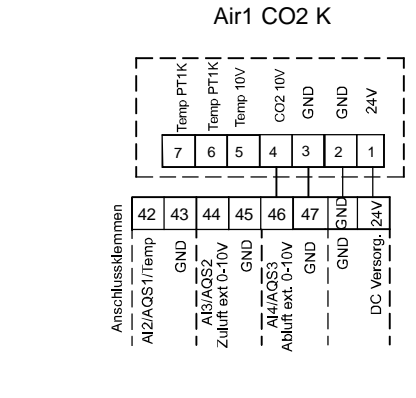 Air1 CO2 K
Temp PT1K
Temp PT1K
Temp 10V
CO2 10V
GND
GND
24V
7 6 5 4 3 2 1
Anschlussklemmen
42 43 44 45 46 47 GND 24V
AI2/AQS1/Temp
GND
AI3/AQS2
Zuluft ext 0-10V
GND
AI4/AQS3
Abluft ext. 0-10V
GND
GND
DC Versorg.